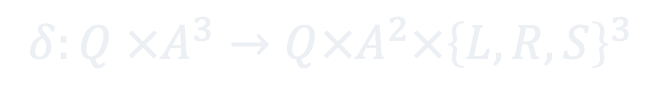 δ: Q ×A³ → Q×A²×{L, R, S}³